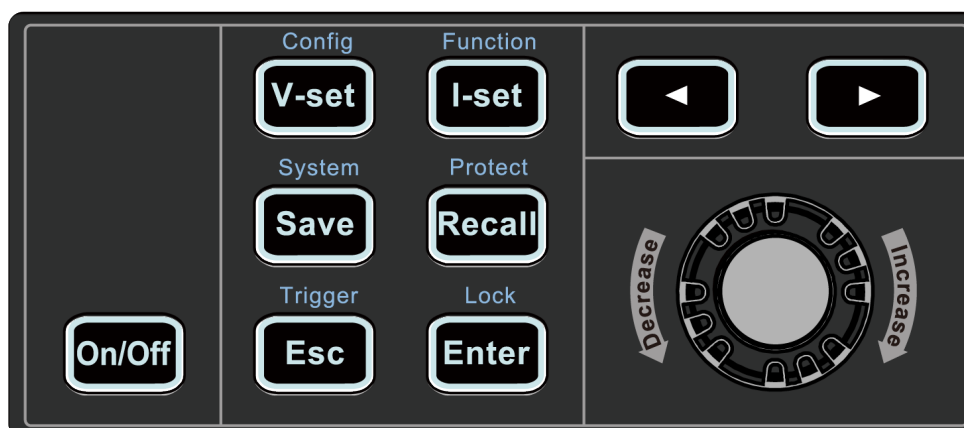 Config
Function
V-set
I-set
System
Protect
Save
Recall
Trigger
Lock
On/Off
Esc
Enter
Decrease
Increase